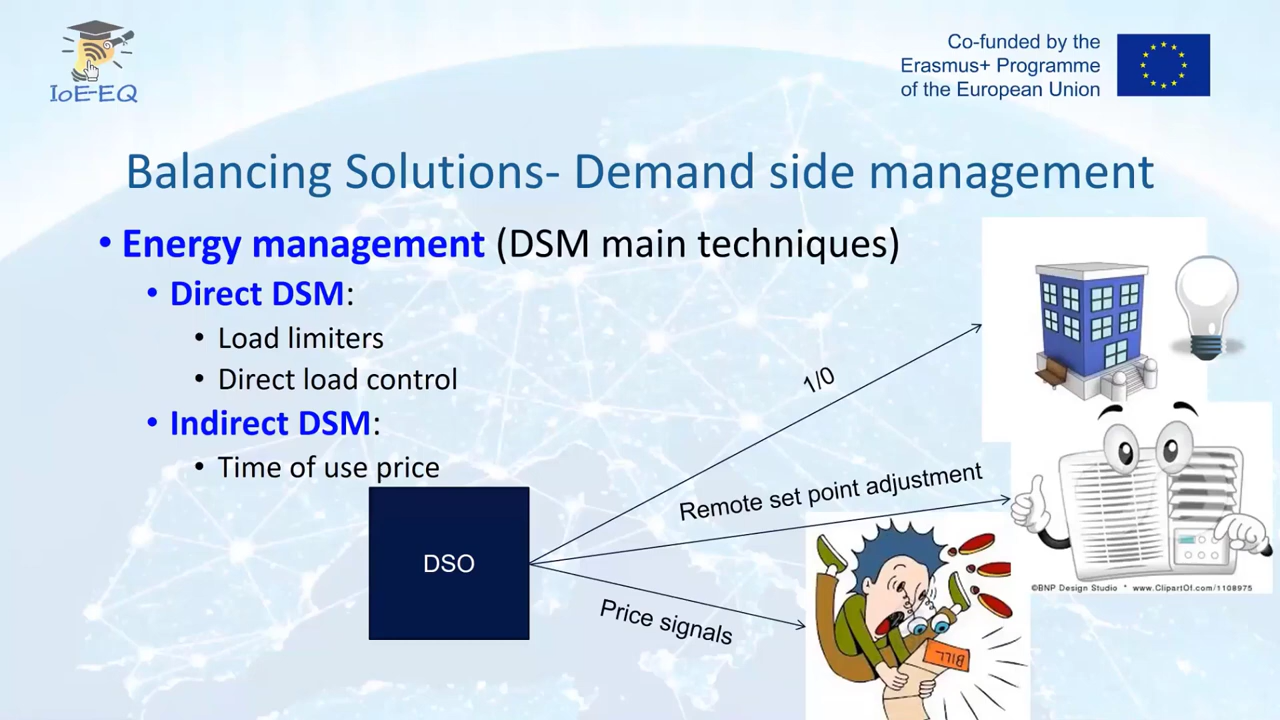 IoE-EQ
Co-funded by the
Erasmus+ Programme
of the European Union
Balancing Solutions- Demand side management
• Energy management (DSM main techniques)
• Direct DSM:
• Load limiters
• Direct load control
• Indirect DSM:
• Time of use price
DSO
1/0
Remote set point adjustment
Price signals
©BNP Design Studio * www.ClipartOf.com/1108975
BILL